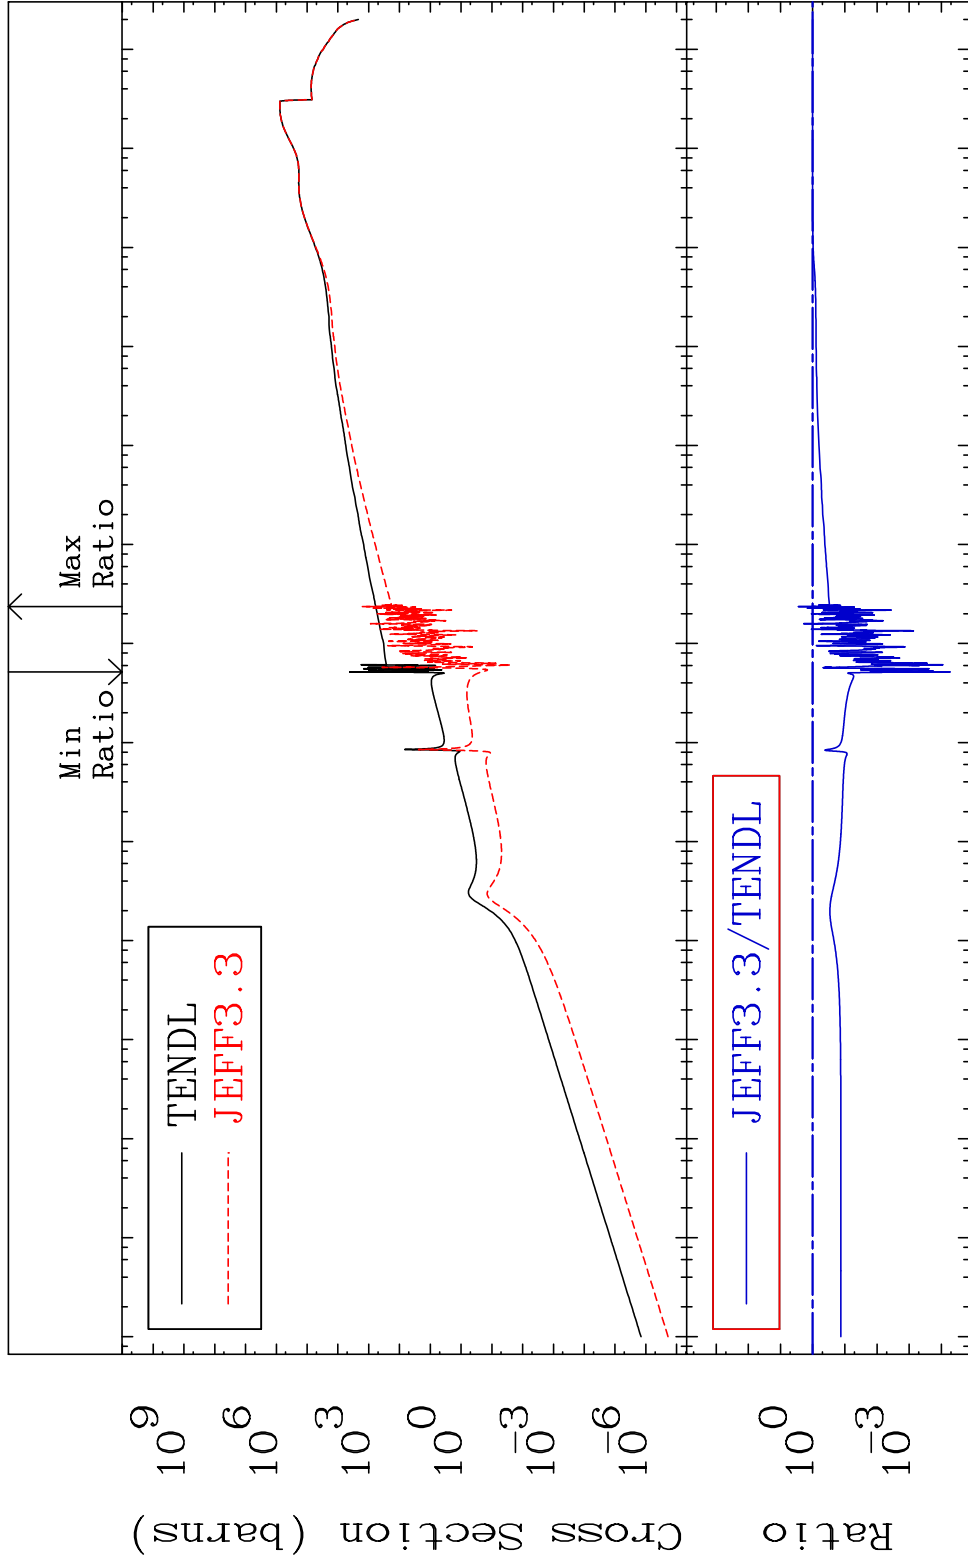 Min
Ratio
Max
Ratio
Cross Section (barns)
10^9
10^6
10^3
10^0
10^-3
10^-6
TENDL
JEFF3.3
Ratio
10^0
10^-3
JEFF3.3/TENDL